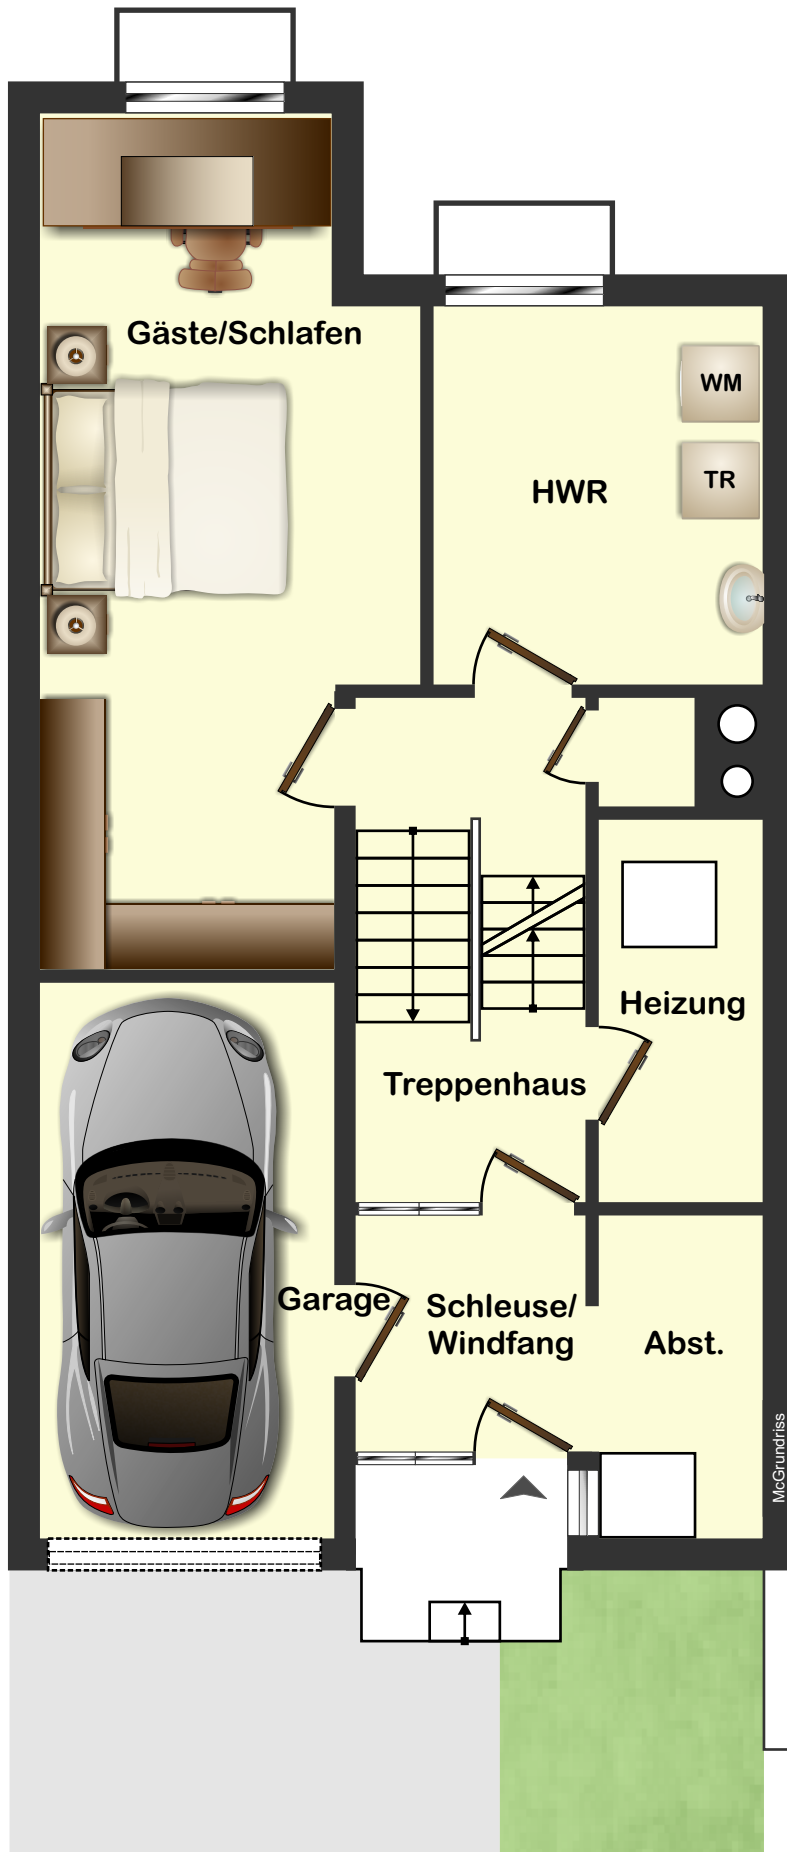 Gäste/Schlafen
WM
TR
HWR
Heizung
Treppenhaus
Garage
Schleuse/
Windfang
Abst.
McGrundriss